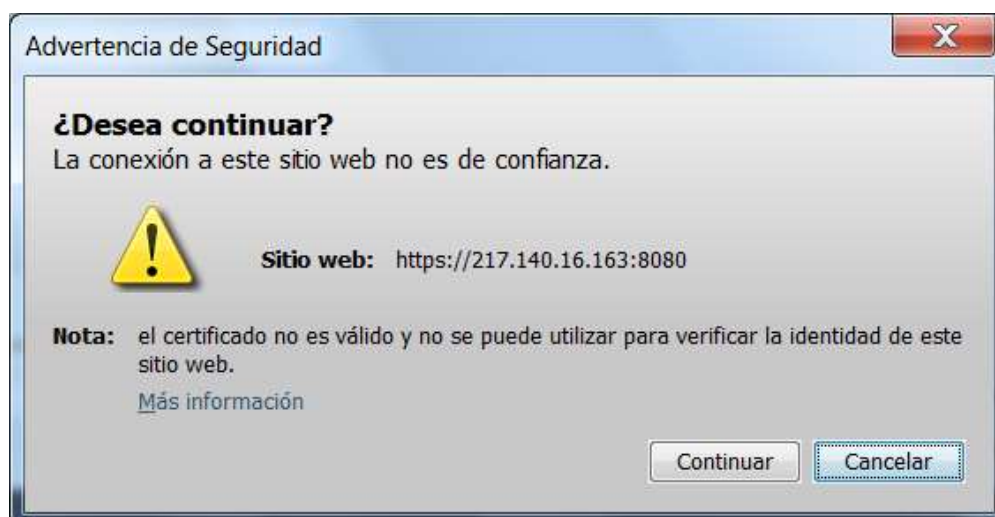 Advertencia de Seguridad
¿Desea continuar?
La conexión a este sitio web no es de confianza.
Sitio web: https://217.140.16.163:8080
Nota: el certificado no es válido y no se puede utilizar para verificar la identidad de este
sitio web.
Más información
Continuar Cancelar